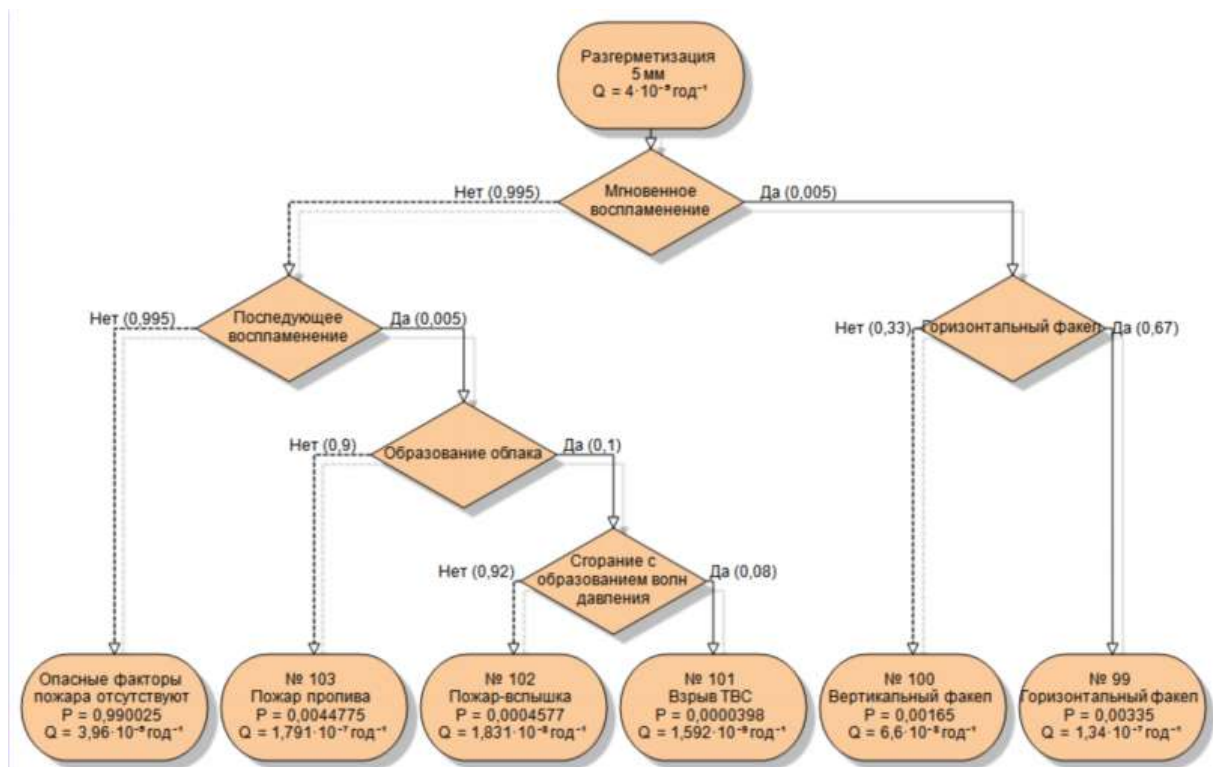 Разгерметизация
5 мм
Q = 4·10⁻⁵ год⁻¹
Нет (0,995)
Мгновенное
воспламенение
Да (0,005)
Нет (0,995)
Последующее
воспламенение
Да (0,005)
Нет (0,33)
Горизонтальный факел
Да (0,67)
Нет (0,9)
Образование облака
Да (0,1)
Нет (0,92)
Сгорание с
образованием волн
давления
Да (0,08)
Опасные факторы
пожара отсутствуют
P = 0,990025
Q = 3,96·10⁻⁵ год⁻¹
№ 103
Пожар пролива
P = 0,0044775
Q = 1,791·10⁻⁷ год⁻¹
№ 102
Пожар-вспышка
P = 0,0004577
Q = 1,831·10⁻⁸ год⁻¹
№ 101
Взрыв ТВС
P = 0,0000398
Q = 1,592·10⁻⁹ год⁻¹
№ 100
Вертикальный факел
P = 0,00165
Q = 6,6·10⁻⁸ год⁻¹
№ 99
Горизонтальный факел
P = 0,00335
Q = 1,34·10⁻⁷ год⁻¹